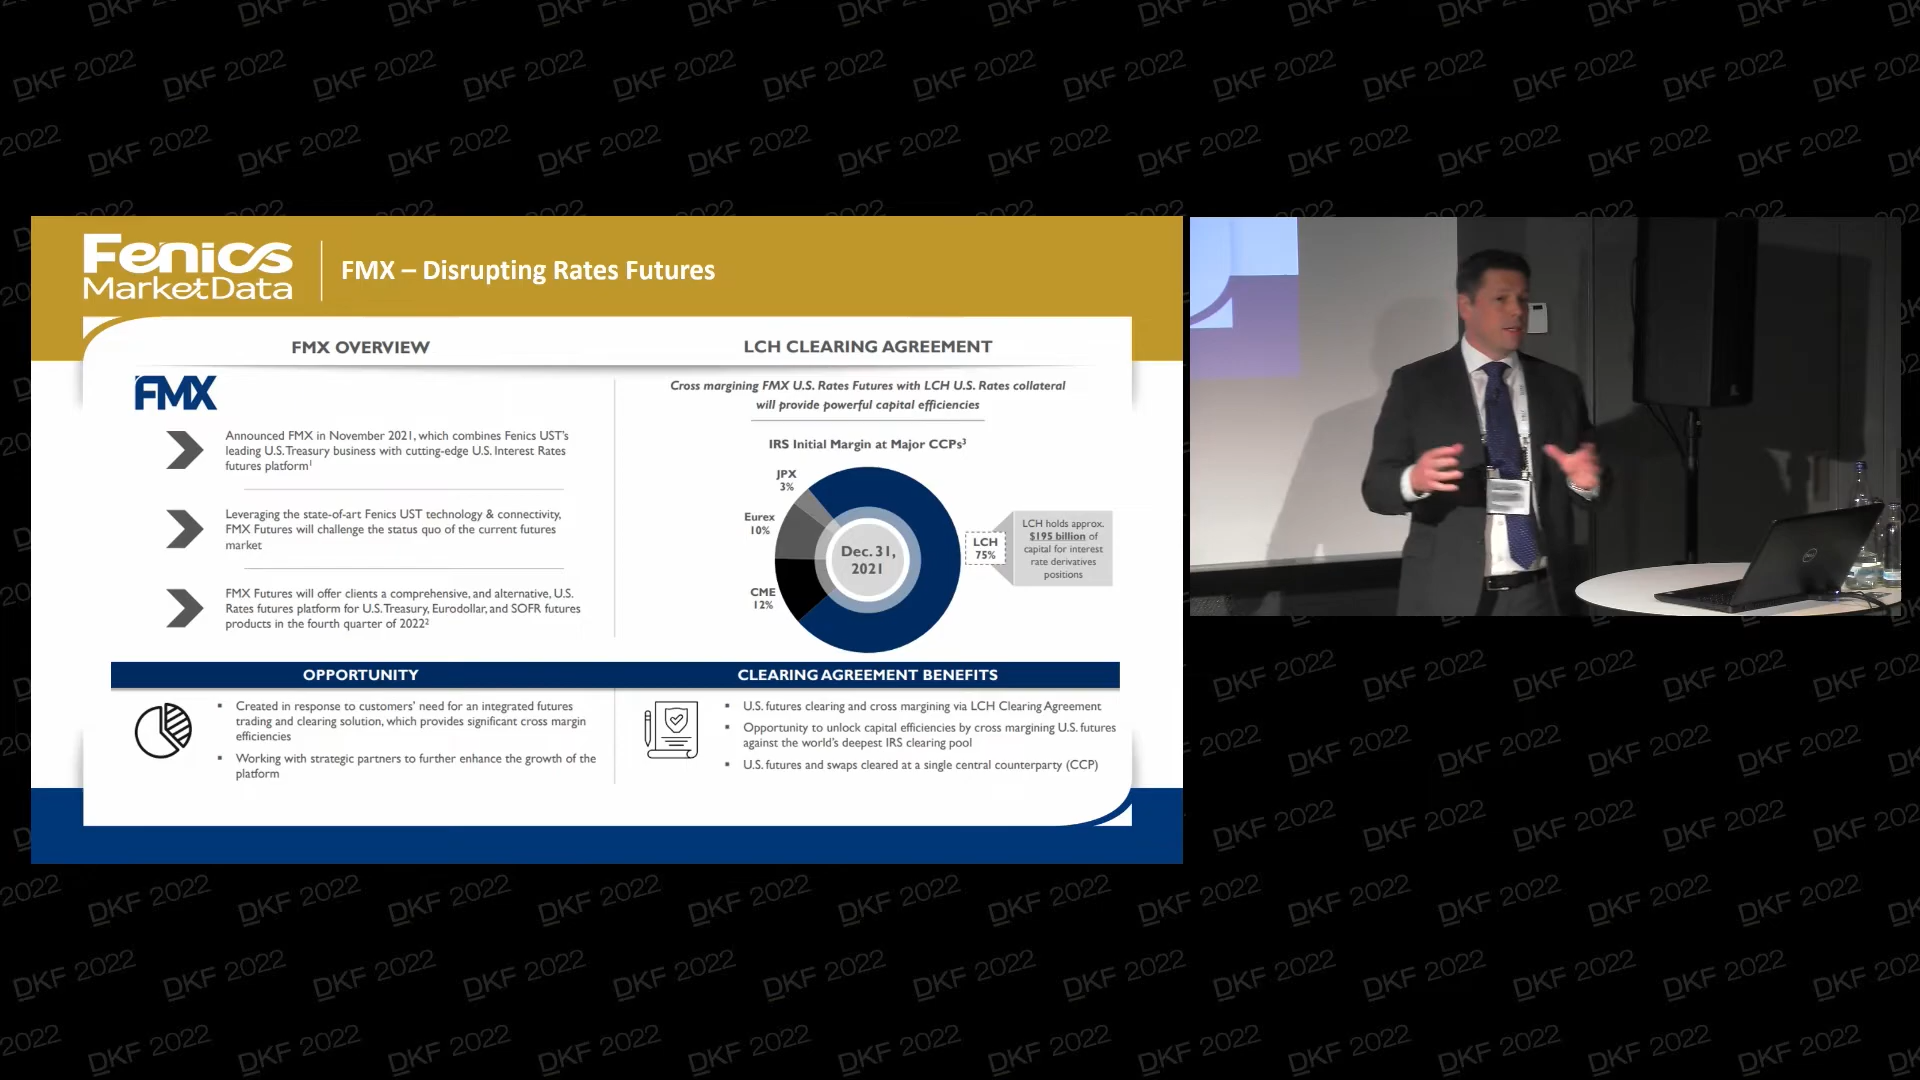 Fenics
MarketData
FMX – Disrupting Rates Futures
FMX OVERVIEW
FMX
Announced FMX in November 2021, which combines Fenics UST's
leading U.S. Treasury business with cutting-edge U.S. Interest Rates
futures platform1
Leveraging the state-of-art Fenics UST technology & connectivity,
FMX Futures will challenge the status quo of the current futures
market
FMX Futures will offer clients a comprehensive, and alternative, U.S.
Rates futures platform for U.S. Treasury, Eurodollar, and SOFR futures
products in the fourth quarter of 2022²
LCH CLEARING AGREEMENT
Cross margining FMX U.S. Rates Futures with LCH U.S. Rates collateral
will provide powerful capital efficiencies
IRS Initial Margin at Major CCPs³
JPX
3%
Eurex
10%
CME
12%
Dec. 31,
2021
LCH
75%
LCH holds approx.
$195 billion of
capital for interest
rate derivatives
positions
OPPORTUNITY
▪ Created in response to customers' need for an integrated futures
trading and clearing solution, which provides significant cross margin
efficiencies
▪ Working with strategic partners to further enhance the growth of the
platform
CLEARING AGREEMENT BENEFITS
▪ U.S. futures clearing and cross margining via LCH Clearing Agreement
▪ Opportunity to unlock capital efficiencies by cross margining U.S. futures
against the world's deepest IRS clearing pool
▪ U.S. futures and swaps cleared at a single central counterparty (CCP)
DKF 2022